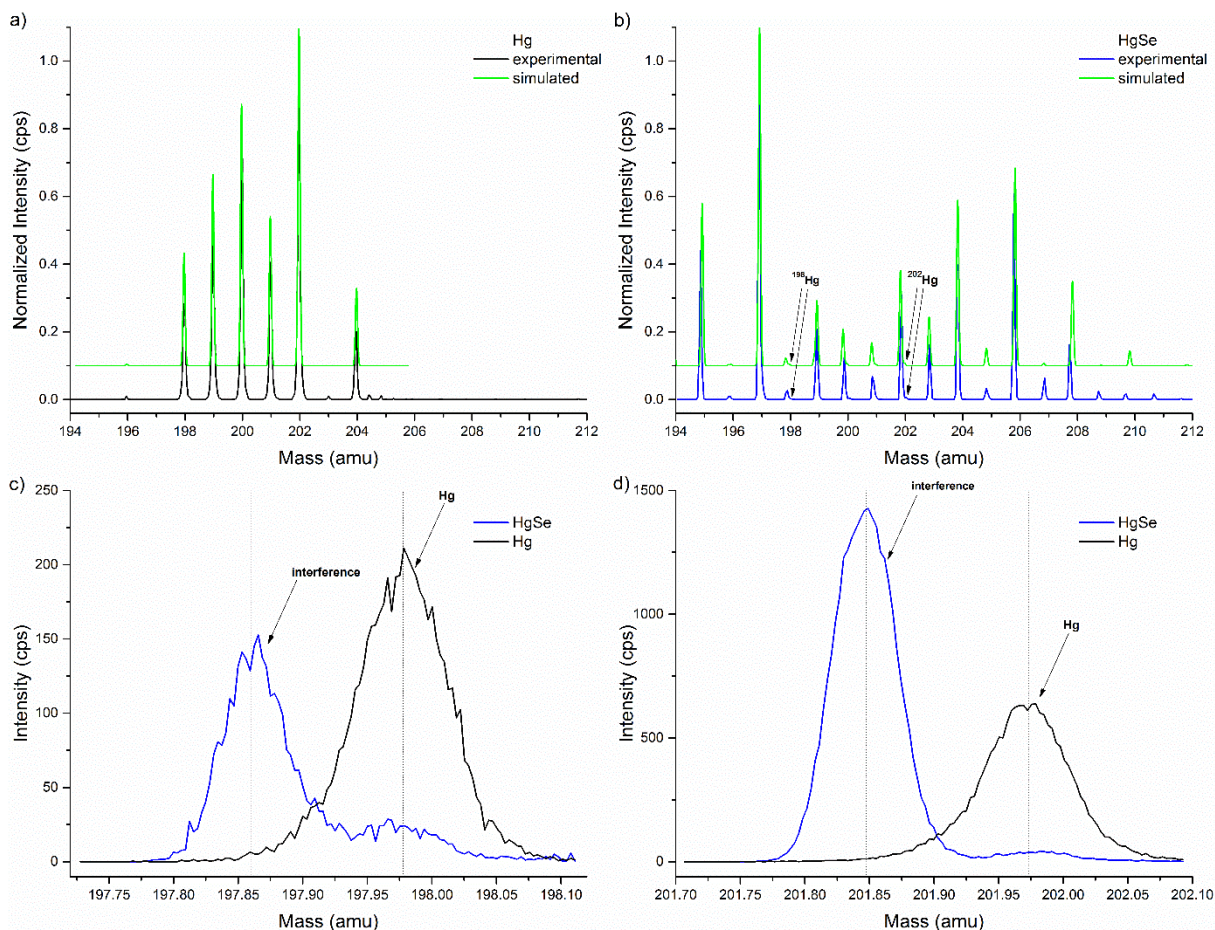 a)
Hg
experimental
simulated
Normalized Intensity (cps)
1.0
0.8
0.6
0.4
0.2
0.0
194 196 198 200 202 204 206 208 210 212
Mass (amu)
b)
HgSe
experimental
simulated
Normalized Intensity (cps)
1.0
0.8
0.6
0.4
0.2
0.0
¹⁹⁸Hg
²⁰²Hg
194 196 198 200 202 204 206 208 210 212
Mass (amu)
c)
Hg
HgSe
Hg
interference
Intensity (cps)
250
200
150
100
50
0
197.75 197.80 197.85 197.90 197.95 198.00 198.05 198.10
Mass (amu)
d)
interference
HgSe
Hg
Hg
Intensity (cps)
1500
1000
500
0
201.70 201.75 201.80 201.85 201.90 201.95 202.00 202.05 202.10
Mass (amu)